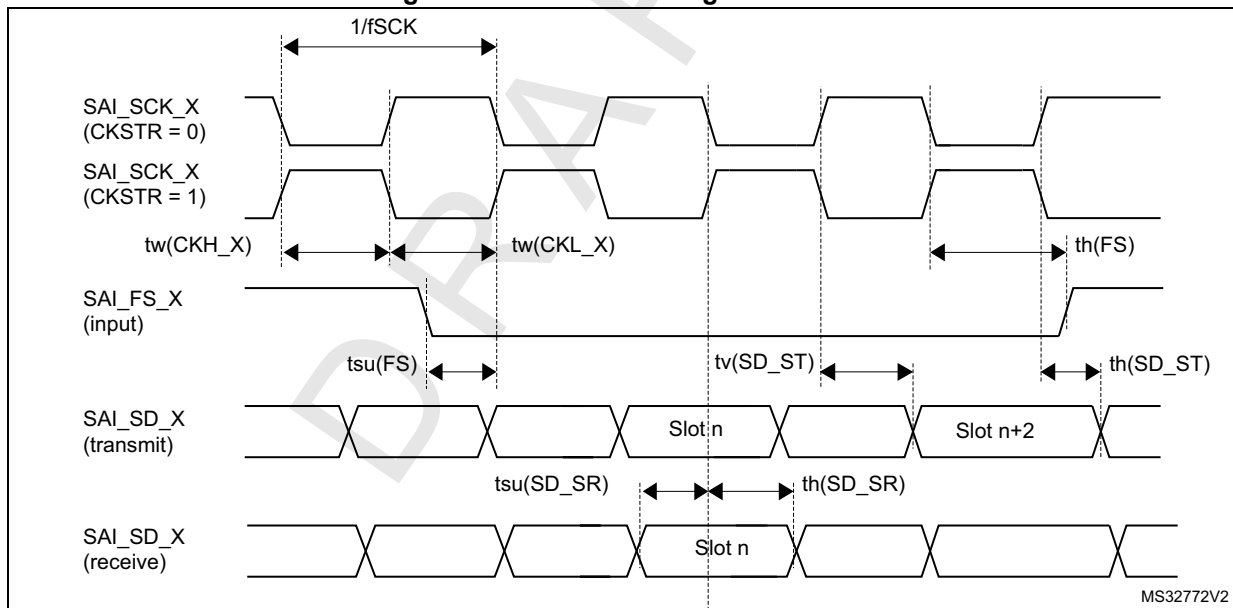 1/fSCK
SAI_SCK_X
(CKSTR = 0)
SAI_SCK_X
(CKSTR = 1)
tw(CKH_X)
tw(CKL_X)
th(FS)
SAI_FS_X
(input)
tsu(FS)
tv(SD_ST)
th(SD_ST)
SAI_SD_X
(transmit)
Slot n
Slot n+2
tsu(SD_SR)
th(SD_SR)
SAI_SD_X
(receive)
Slot n
MS32772V2